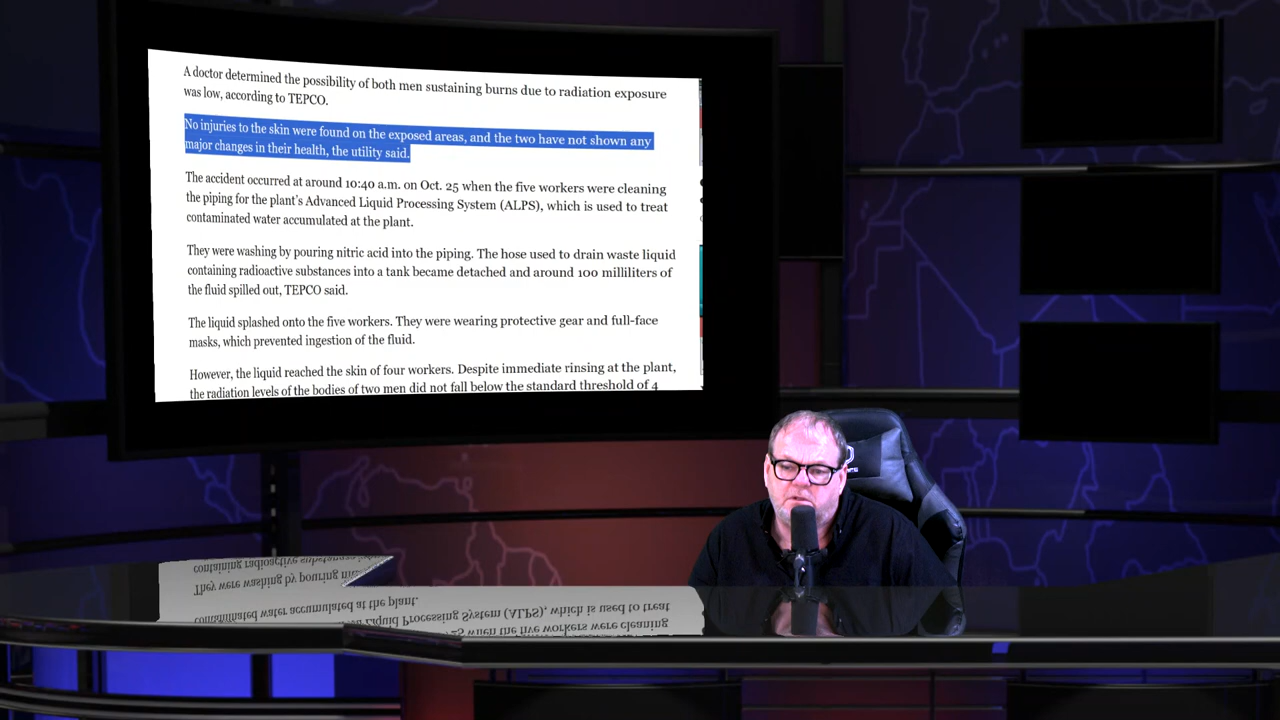 A doctor determined the possibility of both men sustaining burns due to radiation exposure
was low, according to TEPCO.
No injuries to the skin were found on the exposed areas, and the two have not shown any
major changes in their health, the utility said.
The accident occurred at around 10:40 a.m. on Oct. 25 when the five workers were cleaning
the piping for the plant's Advanced Liquid Processing System (ALPS), which is used to treat
contaminated water accumulated at the plant.
They were washing by pouring nitric acid into the piping. The hose used to drain waste liquid
containing radioactive substances into a tank became detached and around 100 milliliters of
the fluid spilled out, TEPCO said.
The liquid splashed onto the five workers. They were wearing protective gear and full-face
masks, which prevented ingestion of the fluid.
However, the liquid reached the skin of four workers. Despite immediate rinsing at the plant,
the radiation levels of the bodies of two men did not fall below the standard threshold of 4